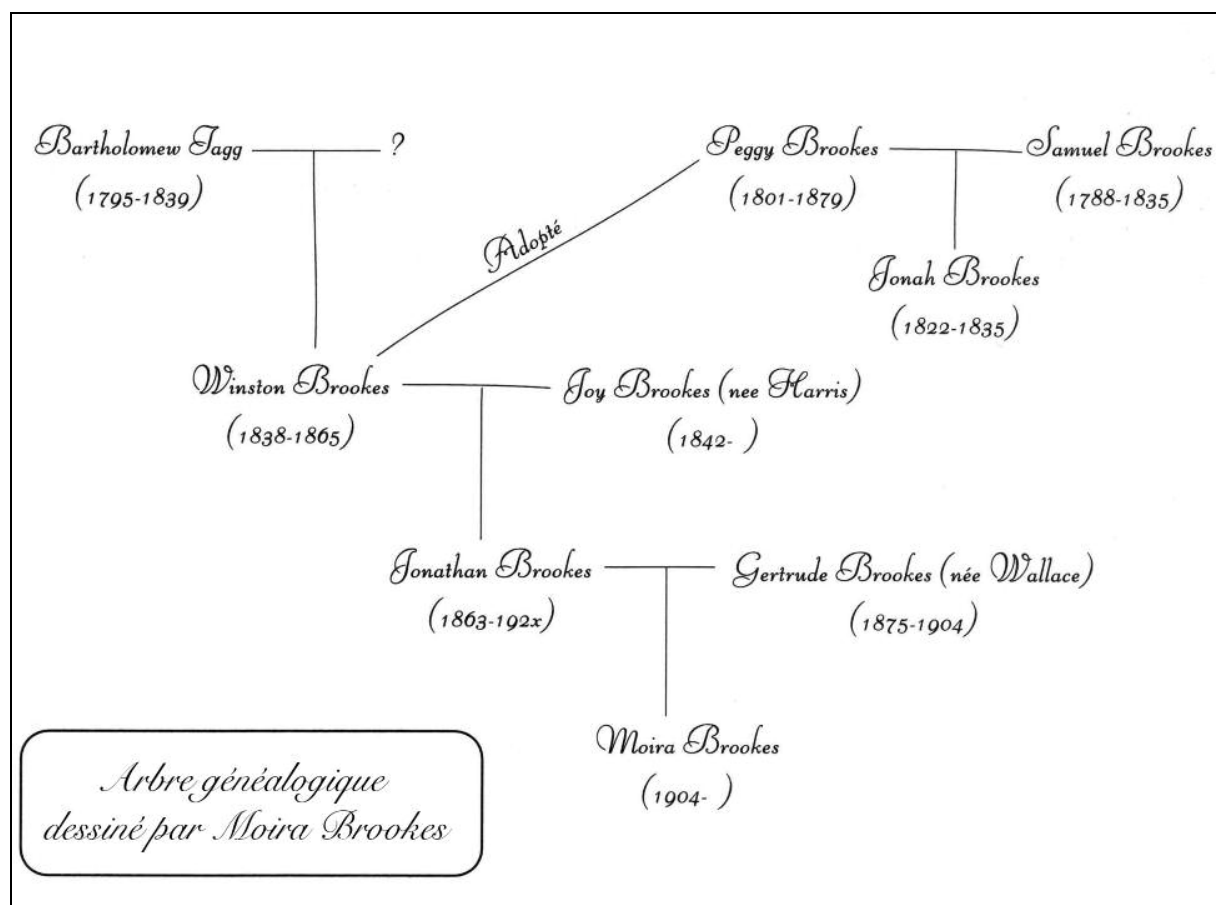 Bartholomew Tagg ?
(1795-1839)
Peggy Brookes Samuel Brookes
(1801-1879) (1788-1835)
Adopté
Jonah Brookes
(1822-1835)
Winston Brookes Joy Brookes (nee Harris)
(1838-1865) (1842- )
Jonathan Brookes Gertrude Brookes (née Wallace)
(1863-192x) (1875-1904)
Moira Brookes
(1904- )
Arbre généalogique
dessiné par Moira Brookes